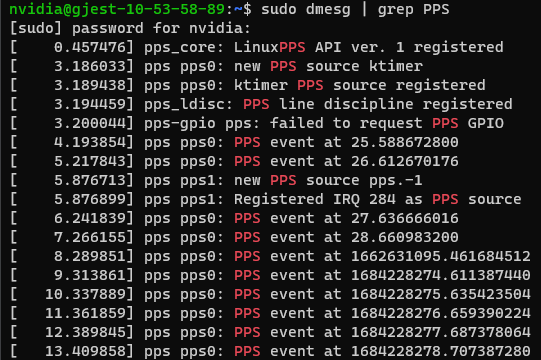 nvidia@gjest-10-53-58-89:~$ sudo dmesg | grep PPS
[sudo] password for nvidia:
[    0.457476] pps_core: LinuxPPS API ver. 1 registered
[    3.186033] pps pps0: new PPS source ktimer
[    3.189438] pps pps0: ktimer PPS source registered
[    3.194459] pps_ldisc: PPS line discipline registered
[    3.200044] pps-gpio pps: failed to request PPS GPIO
[    4.193854] pps pps0: PPS event at 25.588672800
[    5.217843] pps pps0: PPS event at 26.612670176
[    5.876713] pps pps1: new PPS source pps.-1
[    5.876899] pps pps1: Registered IRQ 284 as PPS source
[    6.241839] pps pps0: PPS event at 27.636666016
[    7.266155] pps pps0: PPS event at 28.660983200
[    8.289851] pps pps0: PPS event at 1662631095.461684512
[    9.313861] pps pps0: PPS event at 1684228274.611387440
[   10.337889] pps pps0: PPS event at 1684228275.635423504
[   11.361859] pps pps0: PPS event at 1684228276.659390224
[   12.389845] pps pps0: PPS event at 1684228277.687378064
[   13.409858] pps pps0: PPS event at 1684228278.707387280